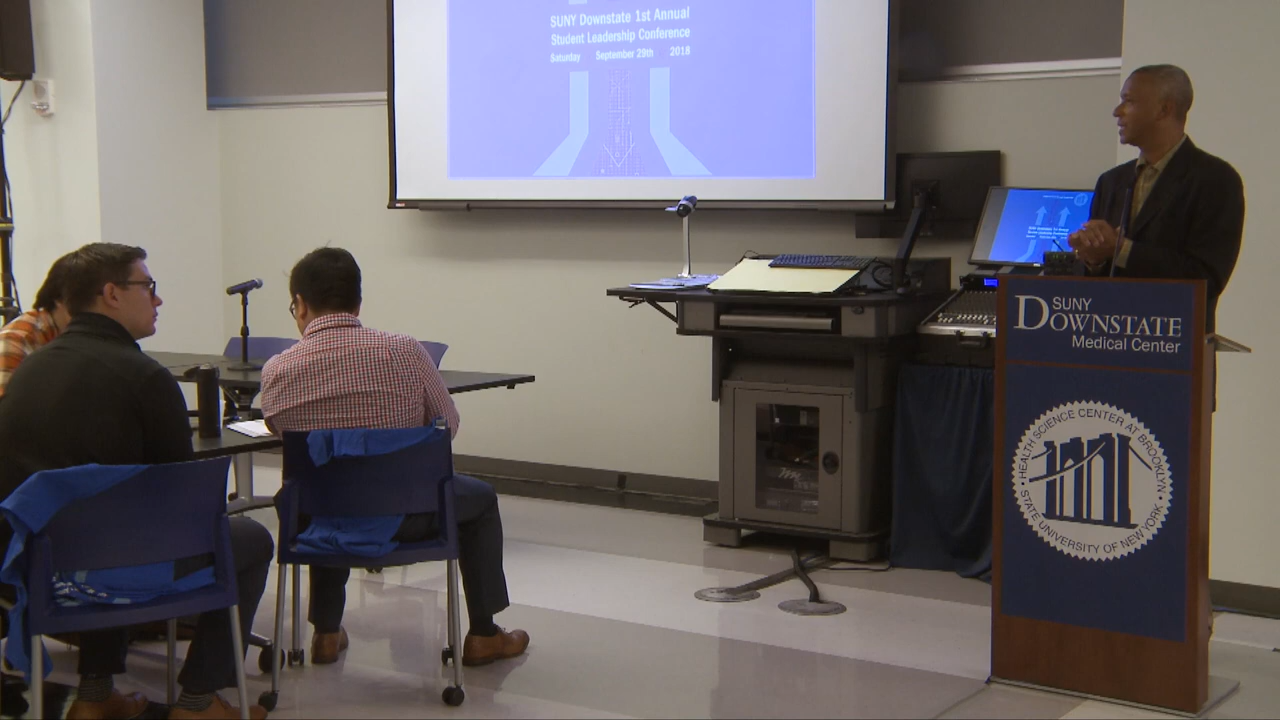 SUNY Downstate 1st Annual
Student Leadership Conference
Saturday September 29th 2018
SUNY
DOWNSTATE
Medical Center
HEALTH SCIENCE CENTER AT BROOKLYN
STATE UNIVERSITY OF NEW YORK